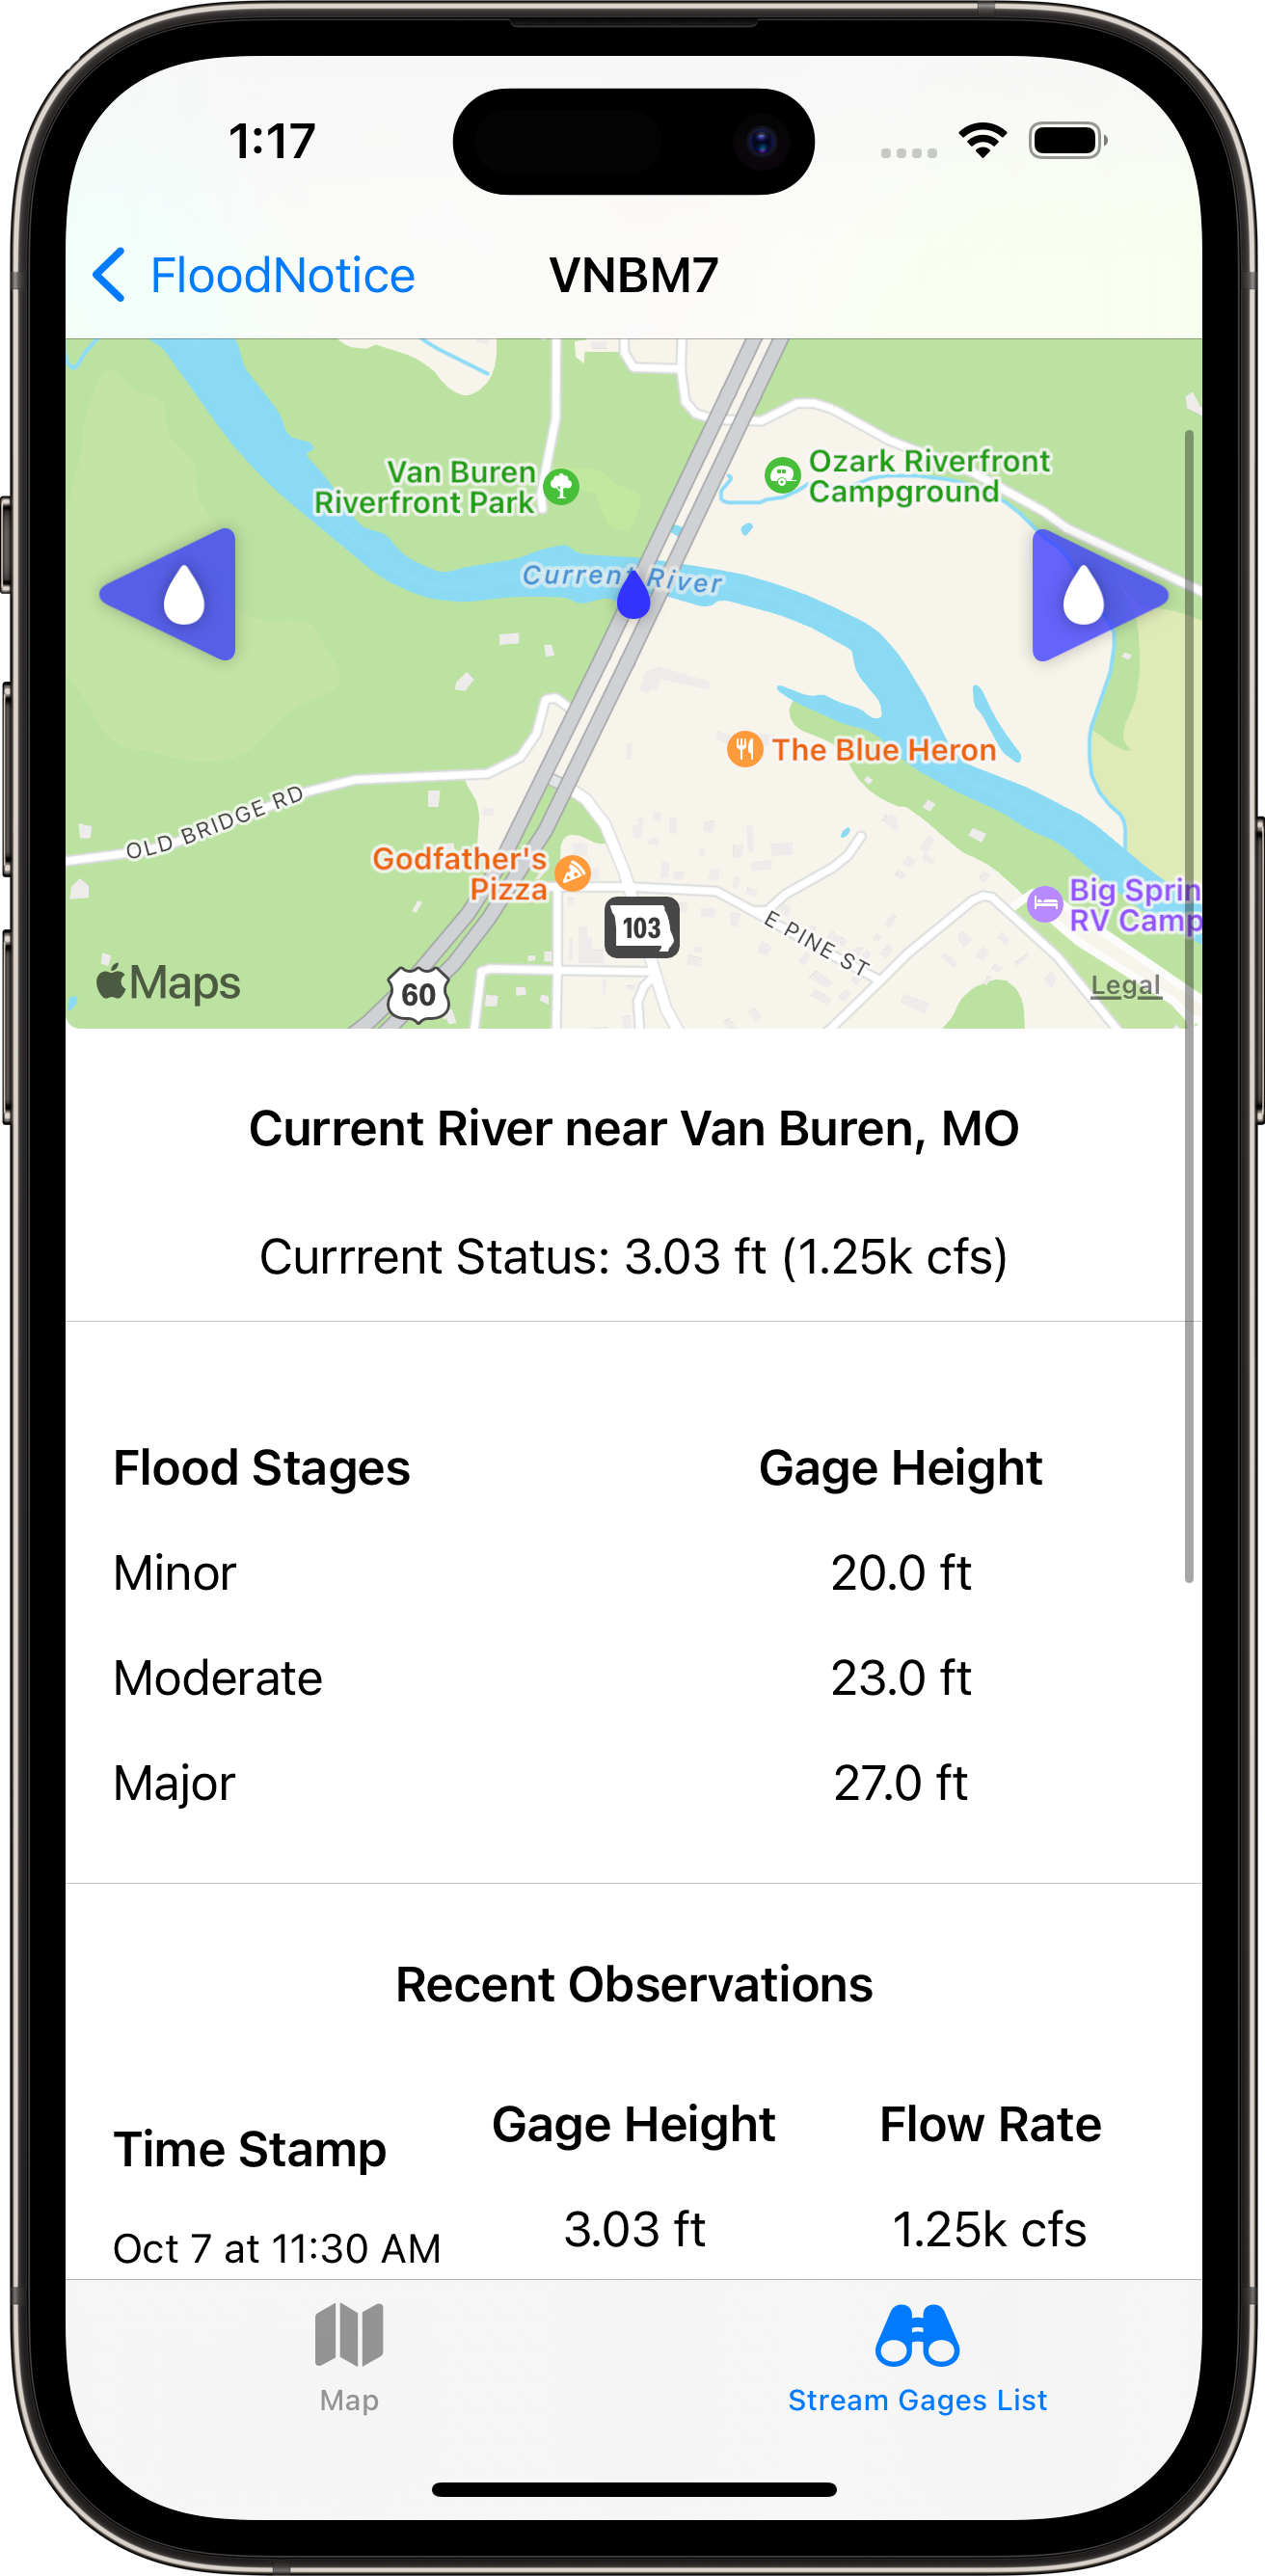 1:17
FloodNotice
VNBM7
Van Buren
Riverfront Park
Ozark Riverfront
Campground
Current River
The Blue Heron
OLD BRIDGE RD
Godfather's
Pizza
103
E PINE ST
Big Sprin
RV Camp
Maps
60
Legal
Current River near Van Buren, MO
Currrent Status: 3.03 ft (1.25k cfs)
Flood Stages Gage Height
Minor 20.0 ft
Moderate 23.0 ft
Major 27.0 ft
Recent Observations
Time Stamp Gage Height Flow Rate
Oct 7 at 11:30 AM 3.03 ft 1.25k cfs
Map
Stream Gages List